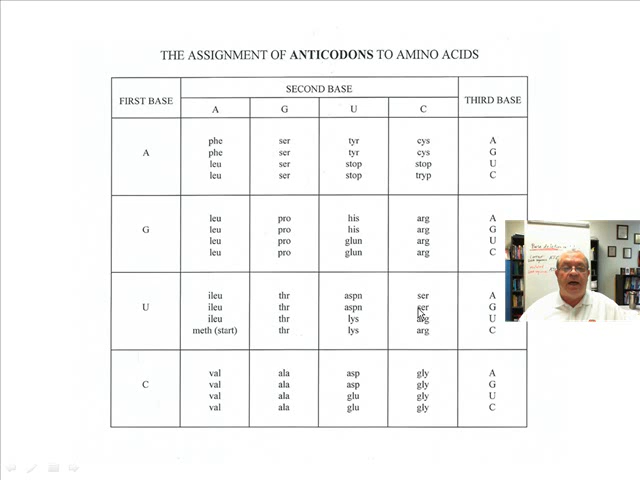 THE ASSIGNMENT OF ANTICODONS TO AMINO ACIDS
FIRST BASE SECOND BASE THIRD BASE
A G U C
A phe ser tyr cys A
phe ser tyr cys G
leu ser stop stop U
leu ser stop tryp C
G leu pro his arg A
leu pro his arg G
leu pro glun arg U
leu pro glun arg C
U ileu thr aspn ser A
ileu thr aspn ser G
ileu thr lys arg U
meth (start) thr lys arg C
C val ala asp gly A
val ala asp gly G
val ala glu gly U
val ala glu gly C